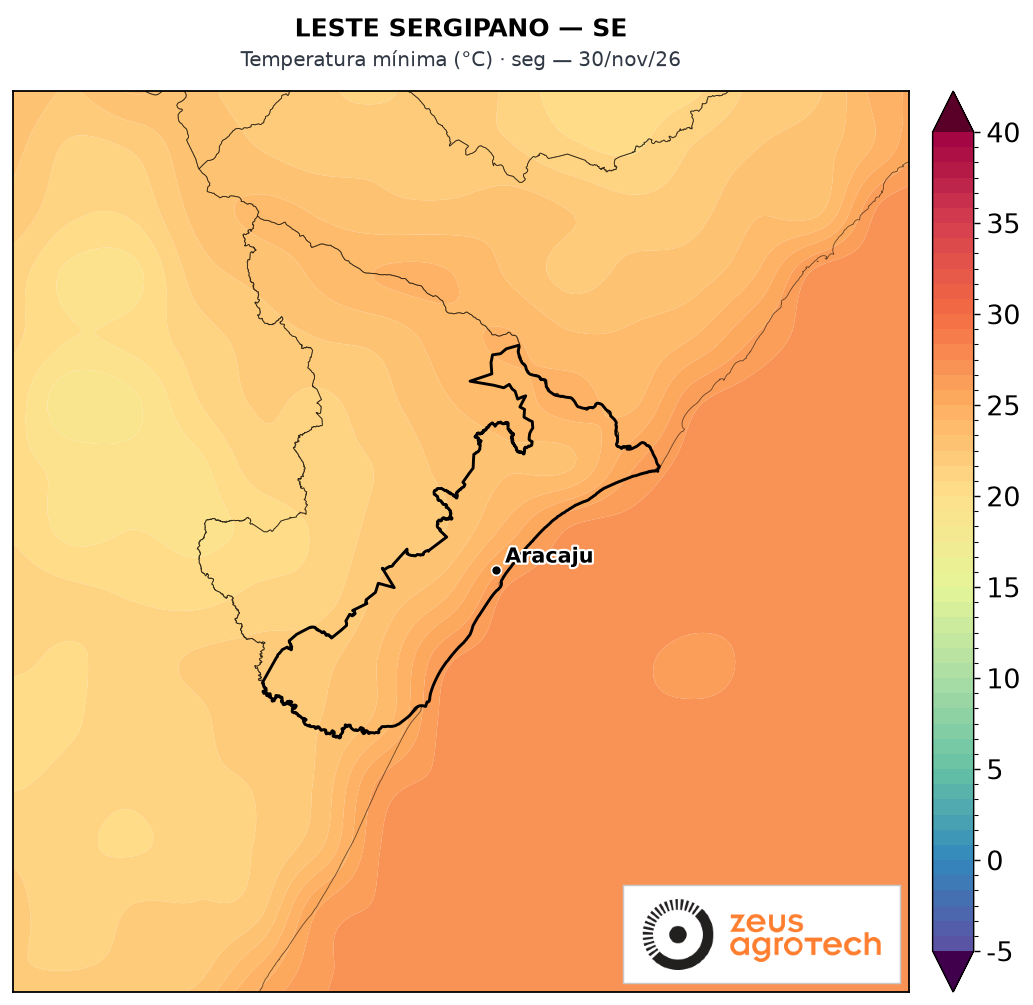 LESTE SERGIPANO — SE
Temperatura mínima (°C) · seg — 30/nov/26
40
35
30
25
20
15
10
5
0
-5
Aracaju
zeus
agrotech